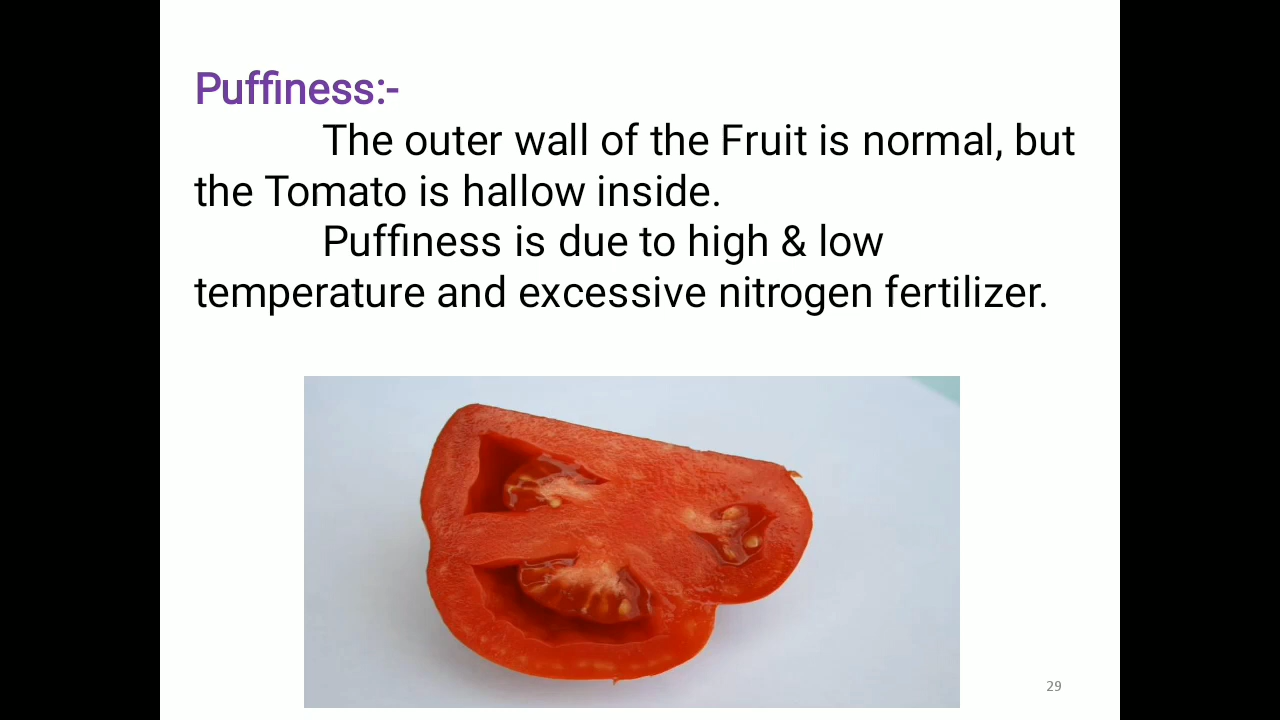 Puffiness:-
The outer wall of the Fruit is normal, but
the Tomato is hallow inside.
Puffiness is due to high & low
temperature and excessive nitrogen fertilizer.
29